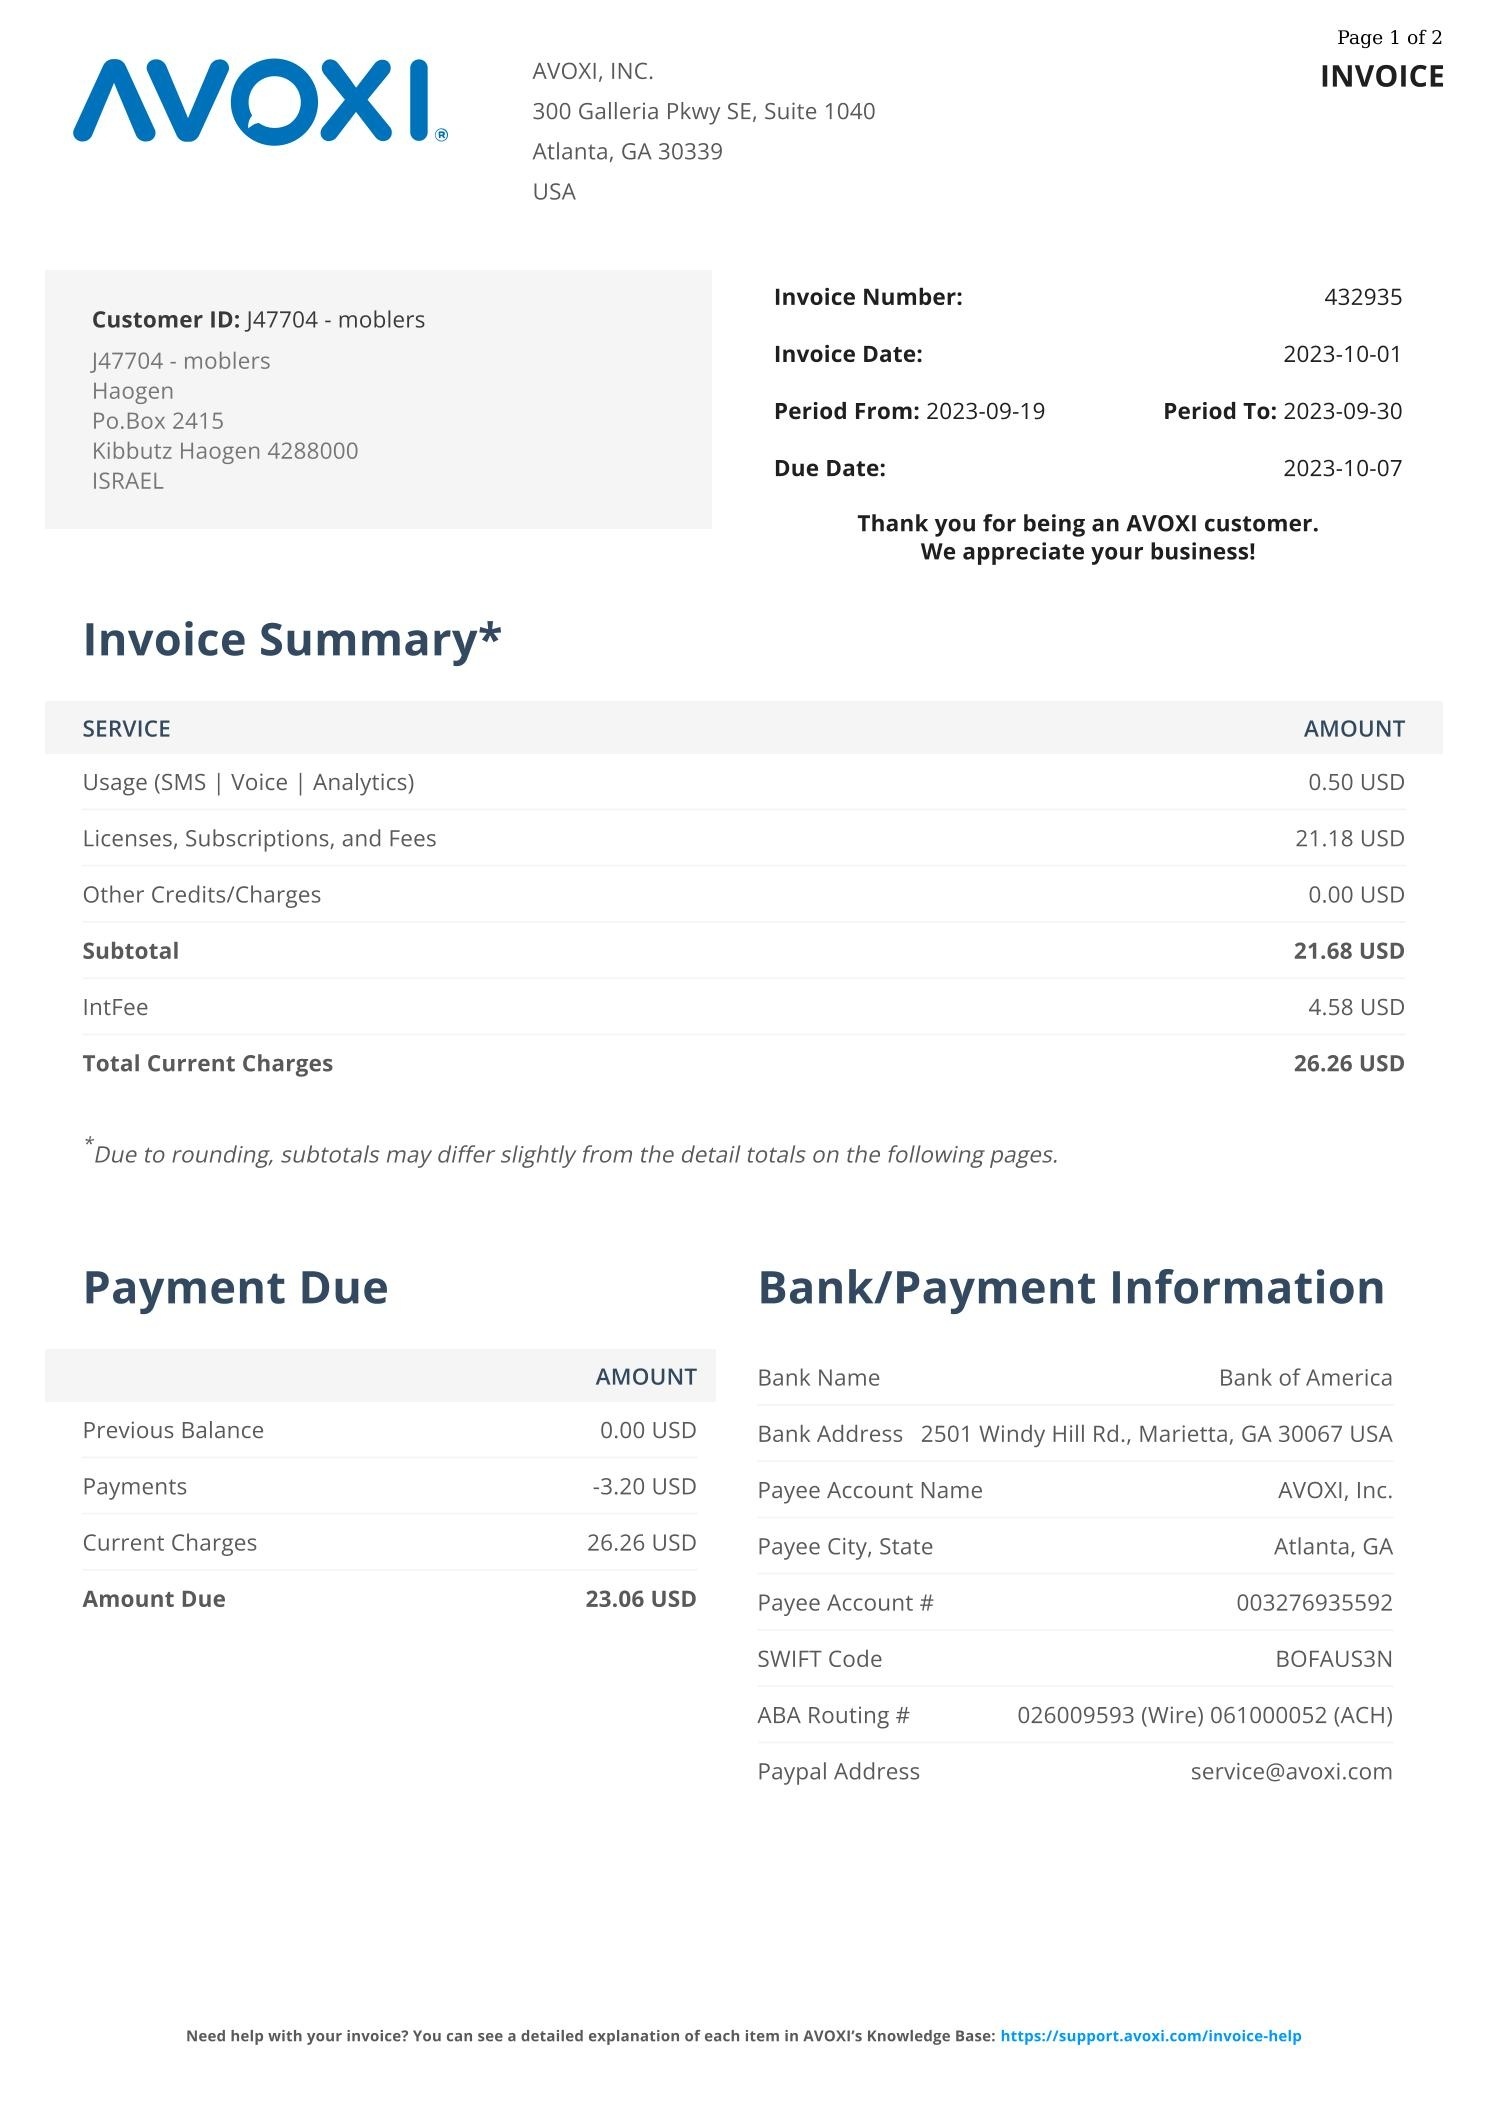 Page 1 of 2
INVOICE
AVOXI®
AVOXI, INC.
300 Galleria Pkwy SE, Suite 1040
Atlanta, GA 30339
USA
Customer ID: J47704 - moblers
J47704 - moblers
Haogen
Po.Box 2415
Kibbutz Haogen 4288000
ISRAEL
Invoice Number: 432935
Invoice Date: 2023-10-01
Period From: 2023-09-19 Period To: 2023-09-30
Due Date: 2023-10-07
Thank you for being an AVOXI customer.
We appreciate your business!
Invoice Summary*
SERVICE AMOUNT
Usage (SMS | Voice | Analytics) 0.50 USD
Licenses, Subscriptions, and Fees 21.18 USD
Other Credits/Charges 0.00 USD
Subtotal 21.68 USD
IntFee 4.58 USD
Total Current Charges 26.26 USD
*Due to rounding, subtotals may differ slightly from the detail totals on the following pages.
Payment Due
AMOUNT
Previous Balance 0.00 USD
Payments -3.20 USD
Current Charges 26.26 USD
Amount Due 23.06 USD
Bank/Payment Information
Bank Name Bank of America
Bank Address 2501 Windy Hill Rd., Marietta, GA 30067 USA
Payee Account Name AVOXI, Inc.
Payee City, State Atlanta, GA
Payee Account # 003276935592
SWIFT Code BOFAUS3N
ABA Routing # 026009593 (Wire) 061000052 (ACH)
Paypal Address service@avoxi.com
Need help with your invoice? You can see a detailed explanation of each item in AVOXI’s Knowledge Base: https://support.avoxi.com/invoice-help